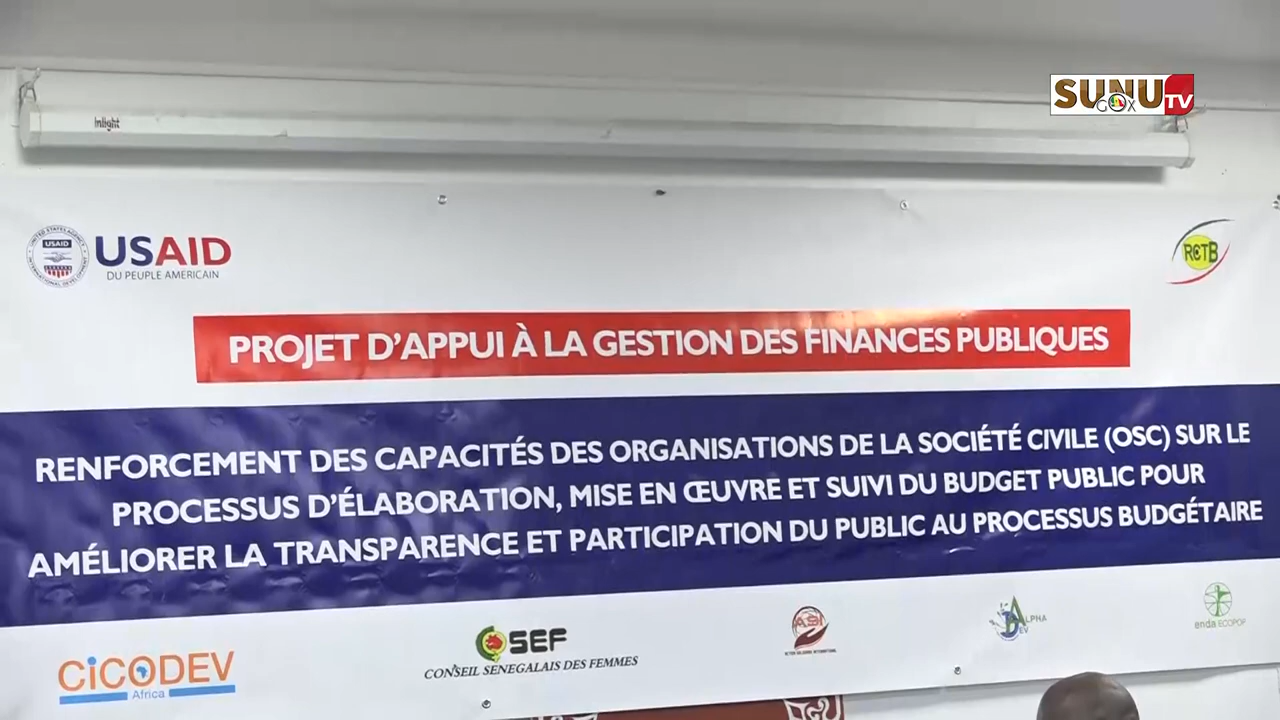 SUNU
GOX
TV
inlight
USAID
USAID
DU PEUPLE AMERICAIN
RCTB
PROJET D'APPUI À LA GESTION DES FINANCES PUBLIQUES
RENFORCEMENT DES CAPACITÉS DES ORGANISATIONS DE LA SOCIÉTÉ CIVILE (OSC) SUR LE
PROCESSUS D'ÉLABORATION, MISE EN ŒUVRE ET SUIVI DU BUDGET PUBLIC POUR
AMÉLIORER LA TRANSPARENCE ET PARTICIPATION DU PUBLIC AU PROCESSUS BUDGÉTAIRE
CiCODEV
Africa
COSEF
CONSEIL SENEGALAIS DES FEMMES
ASI
ALPHA
DEV
enda ECOPOP